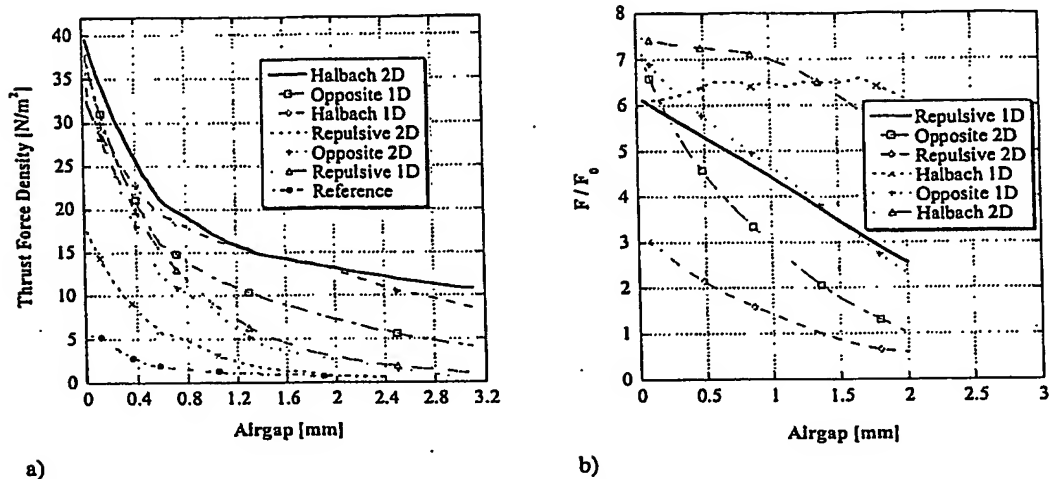 40
35
30
25
20
15
10
5
0
Thrust Force Density [N/m²]
Halbach 2D
Opposite 1D
Halbach 1D
Repulsive 2D
Opposite 2D
Repulsive 1D
Reference
0 0.4 0.8 1.2 1.6 2 2.4 2.8 3.2
Airgap [mm]
a)
8
7
6
5
4
3
2
1
0
F / F₀
Repulsive 1D
Opposite 2D
Repulsive 2D
Halbach 1D
Opposite 1D
Halbach 2D
0 0.5 1 1.5 2 2.5 3
Airgap [mm]
b)